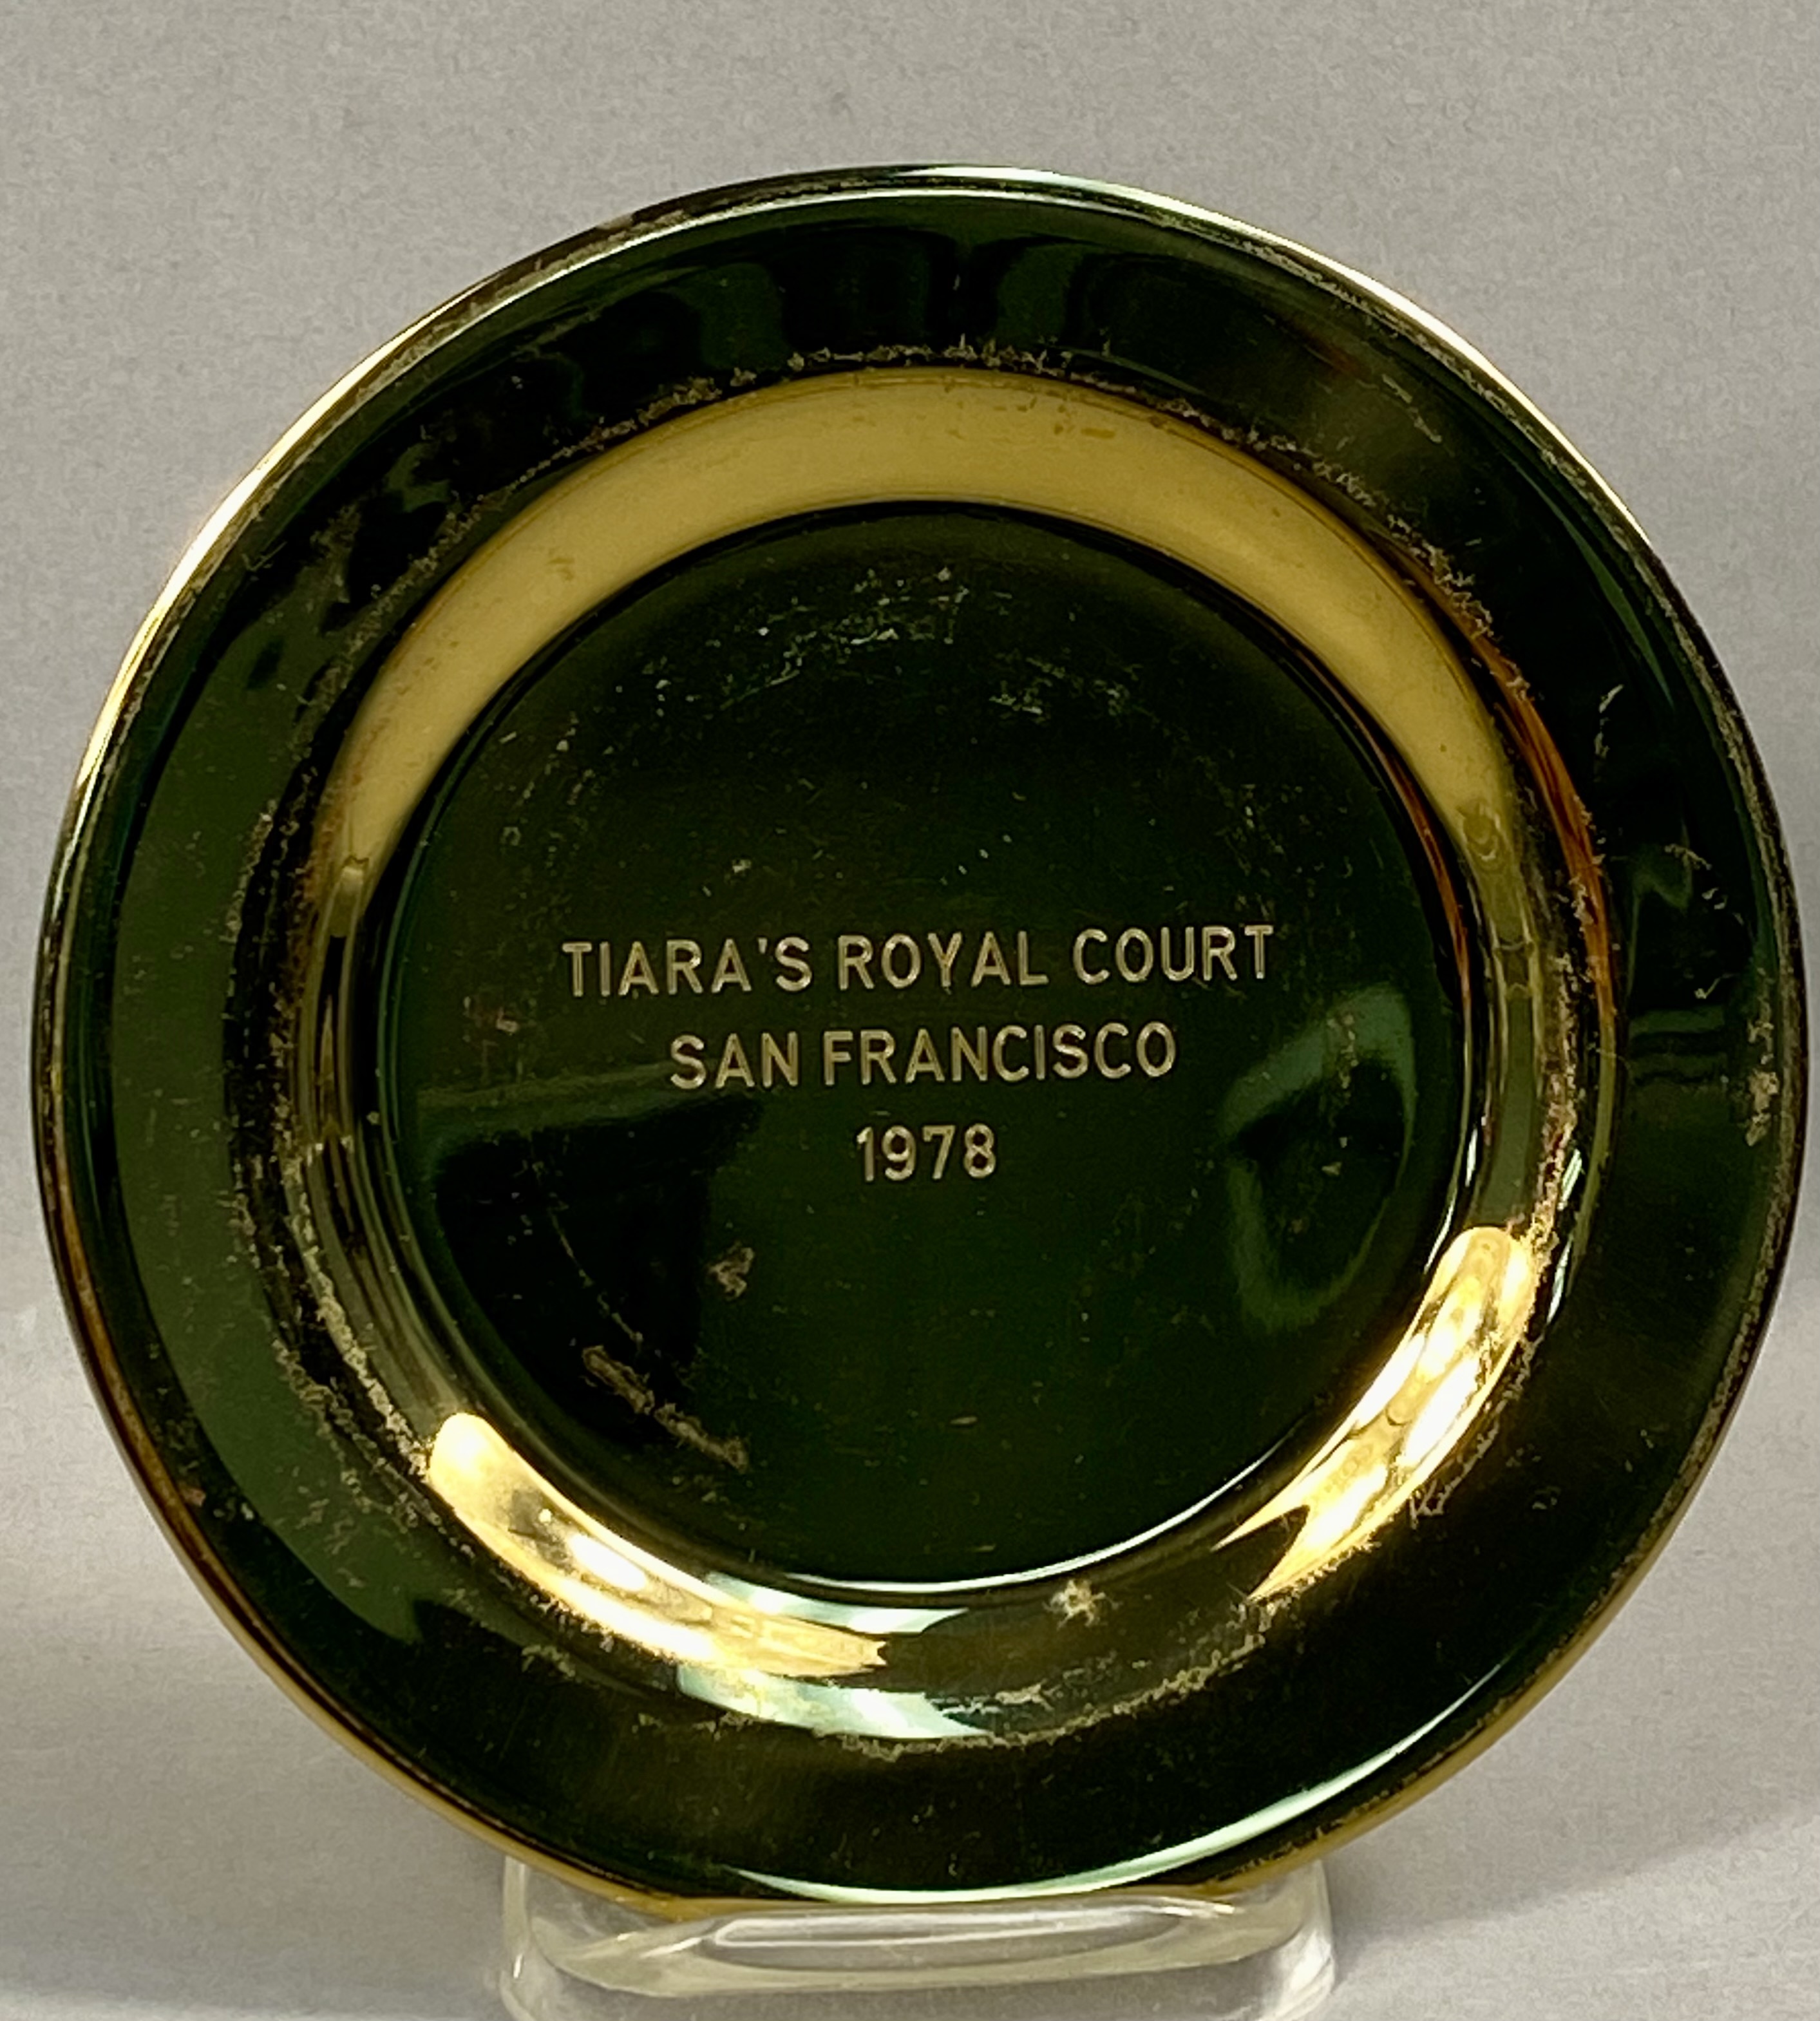 TIARA'S ROYAL COURT
SAN FRANCISCO
1978